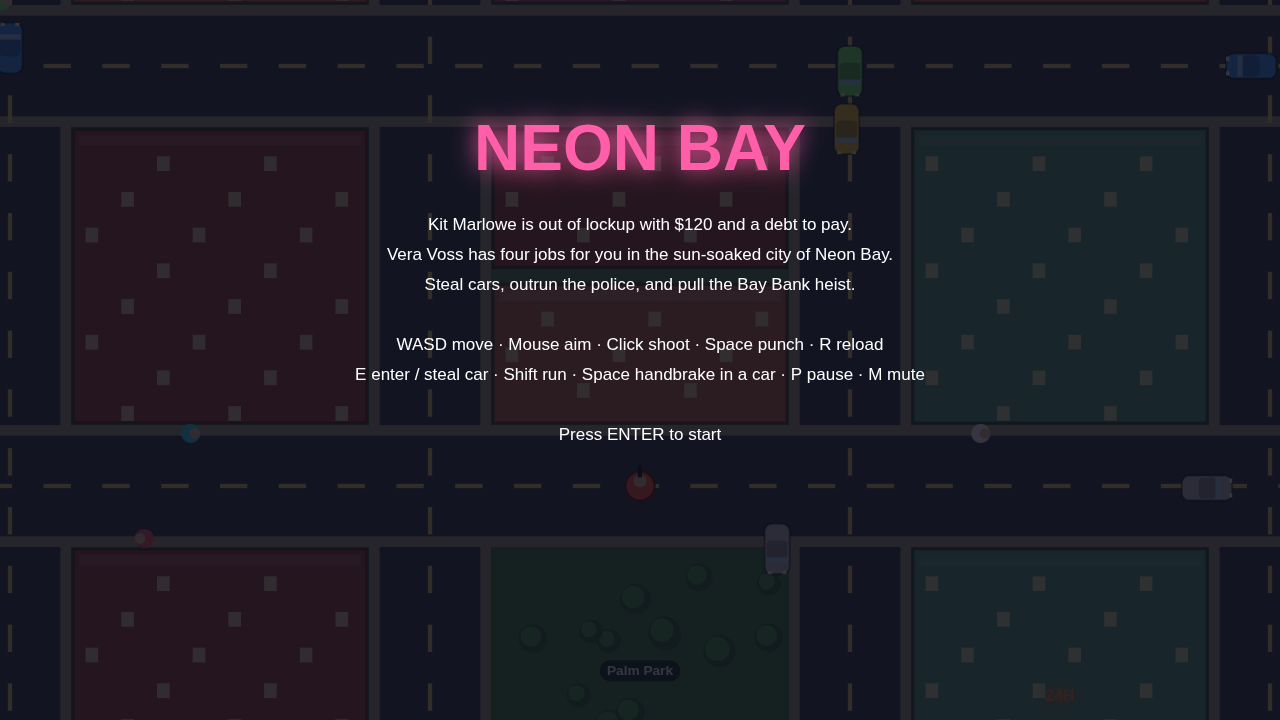 NEON BAY
Kit Marlowe is out of lockup with $120 and a debt to pay.
Vera Voss has four jobs for you in the sun-soaked city of Neon Bay.
Steal cars, outrun the police, and pull the Bay Bank heist.
WASD move · Mouse aim · Click shoot · Space punch · R reload
E enter / steal car · Shift run · Space handbrake in a car · P pause · M mute
Press ENTER to start
Palm Park
24H